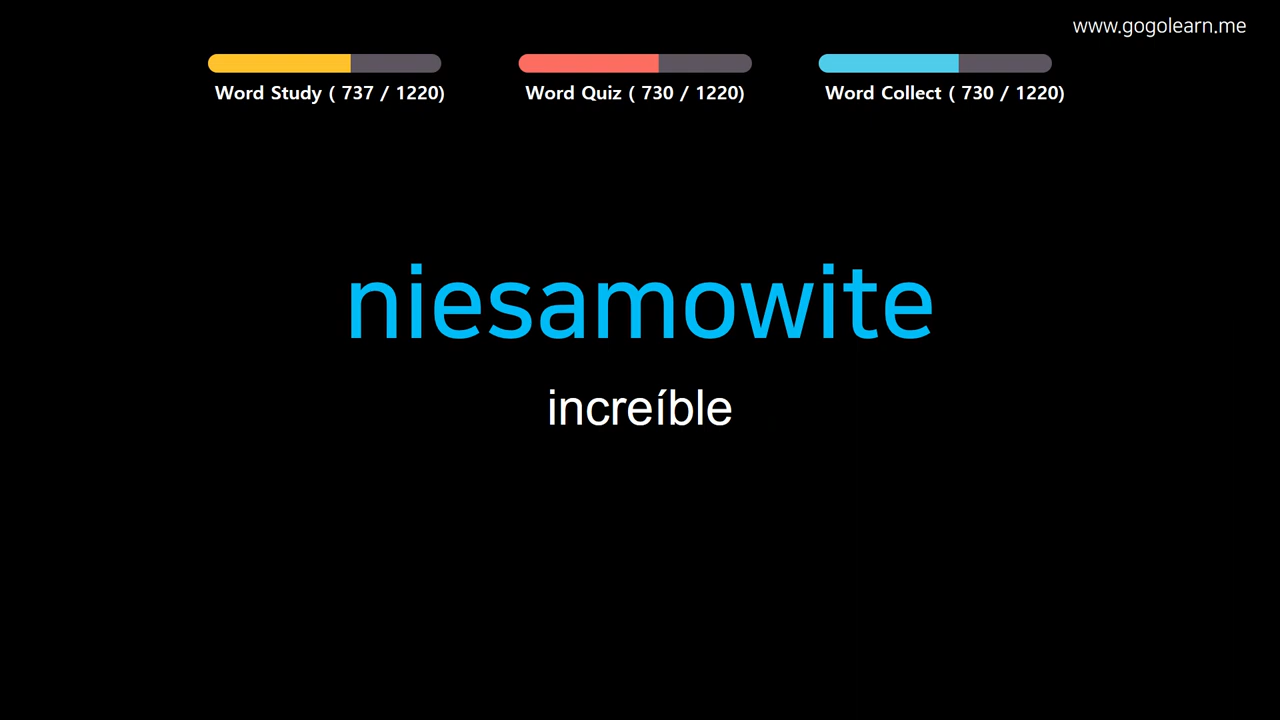 www.gogolearn.me
Word Study ( 737 / 1220)
Word Quiz ( 730 / 1220)
Word Collect ( 730 / 1220)
niesamowite
increíble